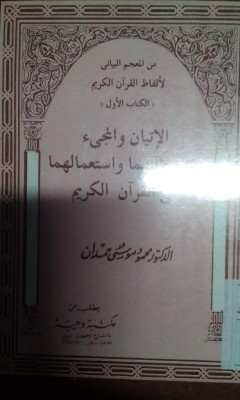 من المعجم البياني
لألفاظ القرآن الكريم
« الكتاب الأول »
الإتيان والمجيء
واستعمالهما
القرآن الكريم
الدكتور محمود موسى حمدان
يطلب من
مكتبة وهبة